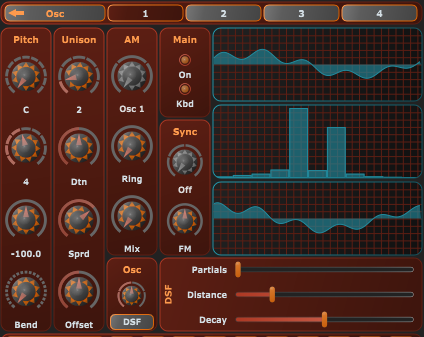 Osc 1 2 3 4
Pitch Unison AM Main
On
C 2 Osc 1 Kbd
Sync
4 Dtn Ring Off
-100.0 Sprd Mix FM
Osc Partials
DSF Distance
Bend Offset DSF Decay